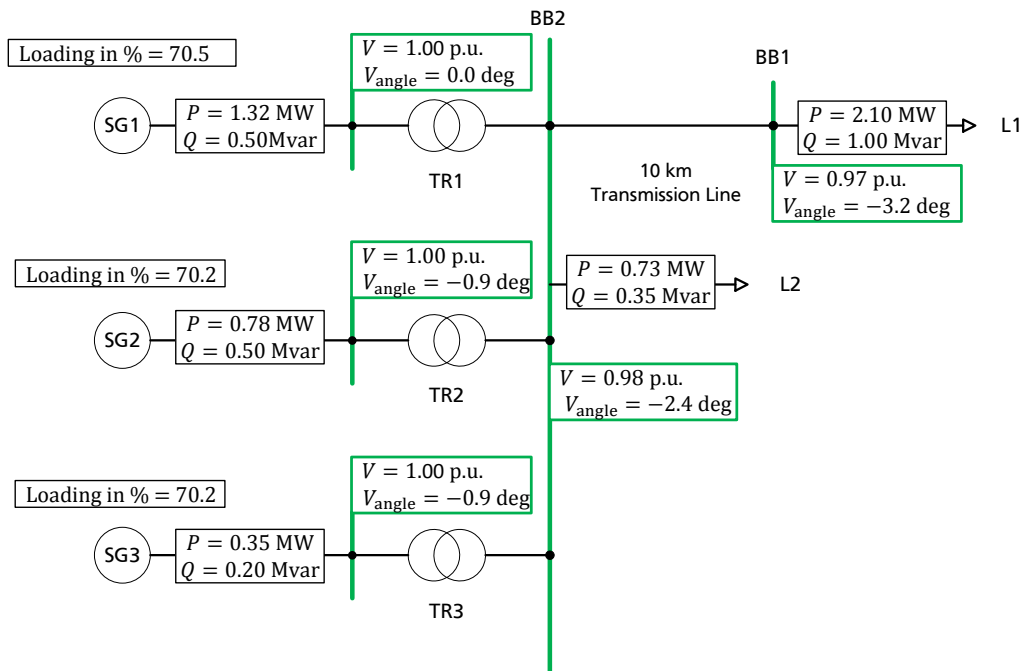 BB2
Loading in % = 70.5
V = 1.00 p.u.
V_angle = 0.0 deg
BB1
SG1
P = 1.32 MW
Q = 0.50Mvar
TR1
P = 2.10 MW
Q = 1.00 Mvar
L1
10 km
Transmission Line
V = 0.97 p.u.
V_angle = −3.2 deg
Loading in % = 70.2
V = 1.00 p.u.
V_angle = −0.9 deg
P = 0.73 MW
Q = 0.35 Mvar
L2
SG2
P = 0.78 MW
Q = 0.50 Mvar
TR2
V = 0.98 p.u.
V_angle = −2.4 deg
Loading in % = 70.2
V = 1.00 p.u.
V_angle = −0.9 deg
SG3
P = 0.35 MW
Q = 0.20 Mvar
TR3